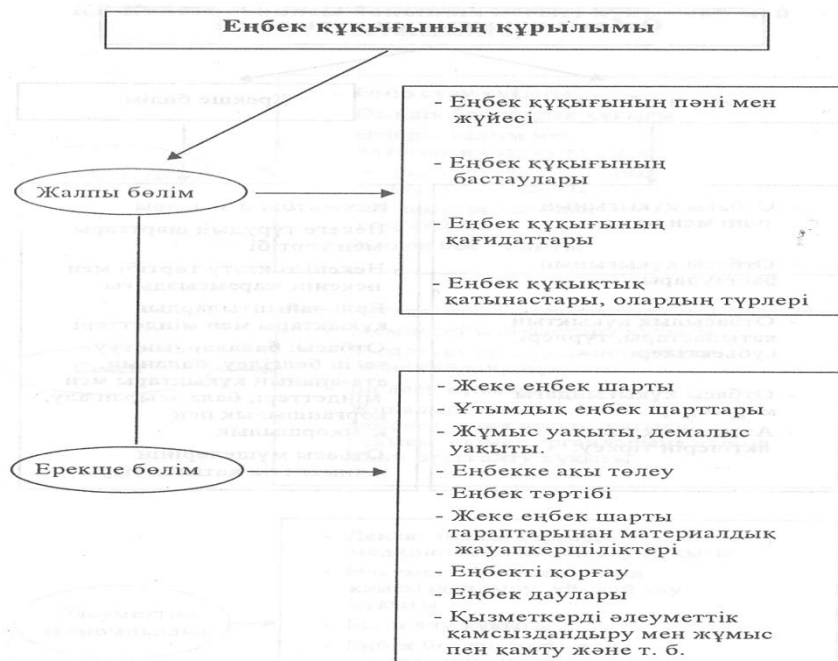 Еңбек құқығының құрылымы
Жалпы бөлім
- Еңбек құқығының пәні мен
жүйесі
- Еңбек құқығының
бастаулары
- Еңбек құқығының
қағидаттары
- Еңбек құқықтық
қатынастары, олардың түрлері
Ерекше бөлім
- Жеке еңбек шарты
- Ұтымдық еңбек шарттары
- Жұмыс уақыты, демалыс
уақыты.
- Еңбекке ақы төлеу
- Еңбек тәртібі
- Жеке еңбек шарты
тараптарынан материалдық
жауапкершіліктері
- Еңбекті қорғау
- Еңбек даулары
- Қызметкерді әлеуметтік
қамсыздандыру мен жұмыс
пен қамту және т. б.